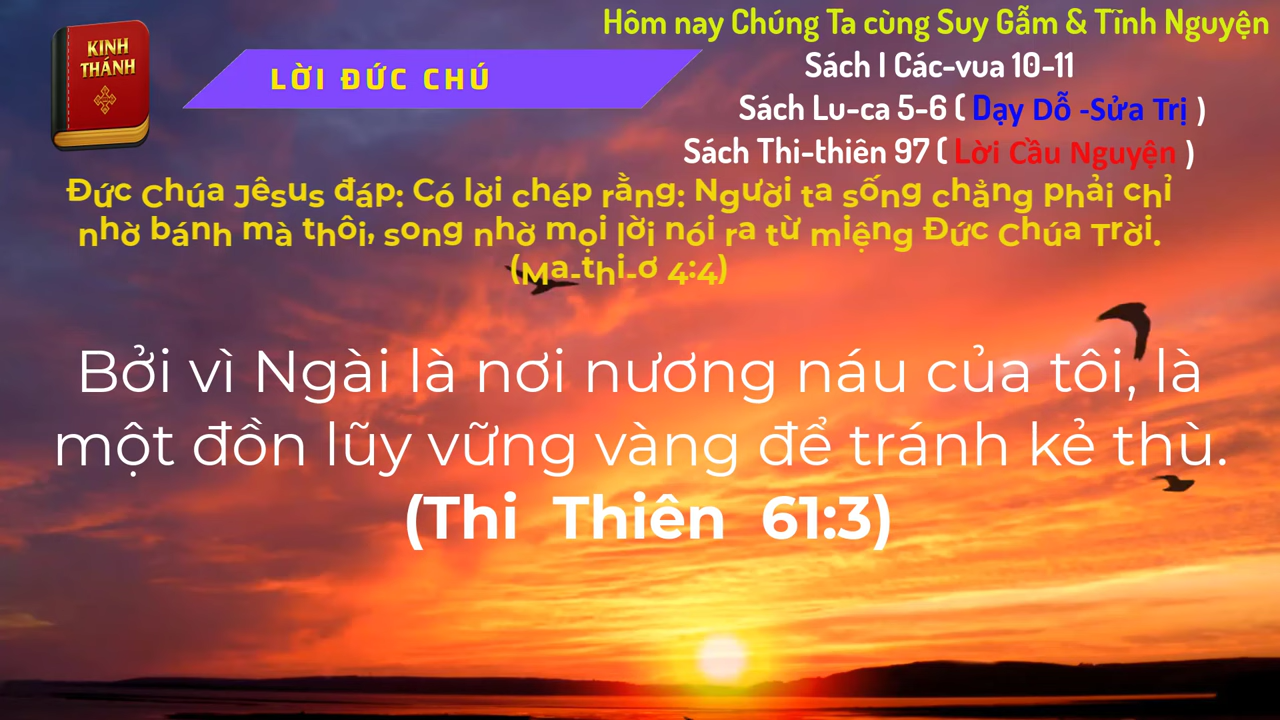 KINH
THÁNH
LỜI ĐỨC CHÚ
Hôm nay Chúng Ta cùng Suy Gẫm & Tĩnh Nguyện
Sách I Các-vua 10-11
Sách Lu-ca 5-6 ( Dạy Dỗ -Sửa Trị )
Sách Thi-thiên 97 ( Lời Cầu Nguyện )
Đức Chúa Jêsus đáp: Có lời chép rằng: Người ta sống chẳng phải chỉ
nhờ bánh mà thôi, song nhờ mọi lời nói ra từ miệng Đức Chúa Trời.
(Ma-thi-ơ 4:4)
Bởi vì Ngài là nơi nương náu của tôi, là
một đồn lũy vững vàng để tránh kẻ thù.
(Thi Thiên 61:3)